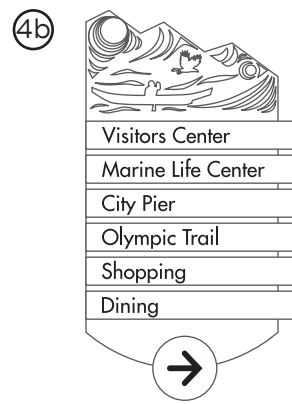 4b
Visitors Center
Marine Life Center
City Pier
Olympic Trail
Shopping
Dining